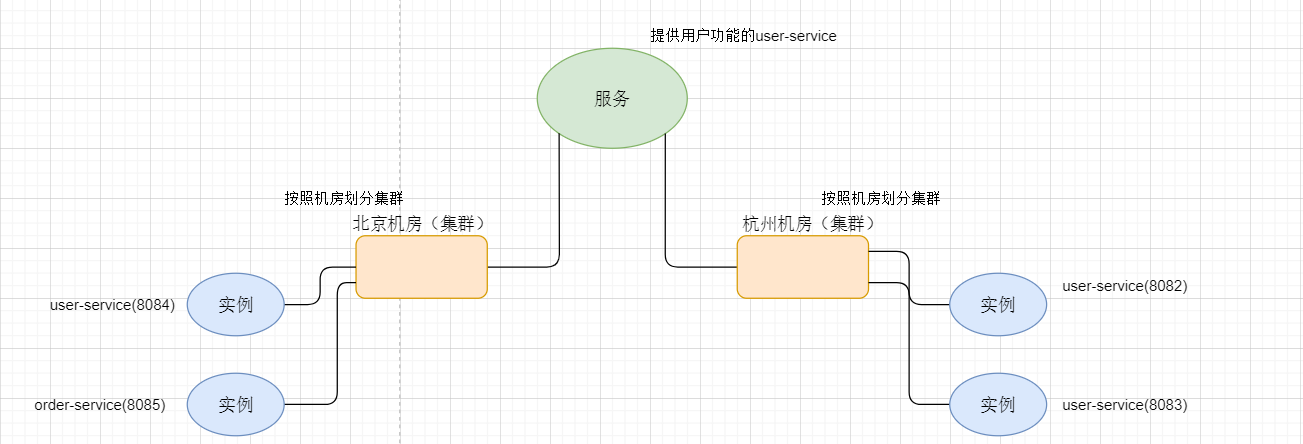 提供用户功能的user-service
服务
按照机房划分集群
北京机房（集群）
按照机房划分集群
杭州机房（集群）
user-service(8084)
实例
实例
user-service(8082)
order-service(8085)
实例
实例
user-service(8083)